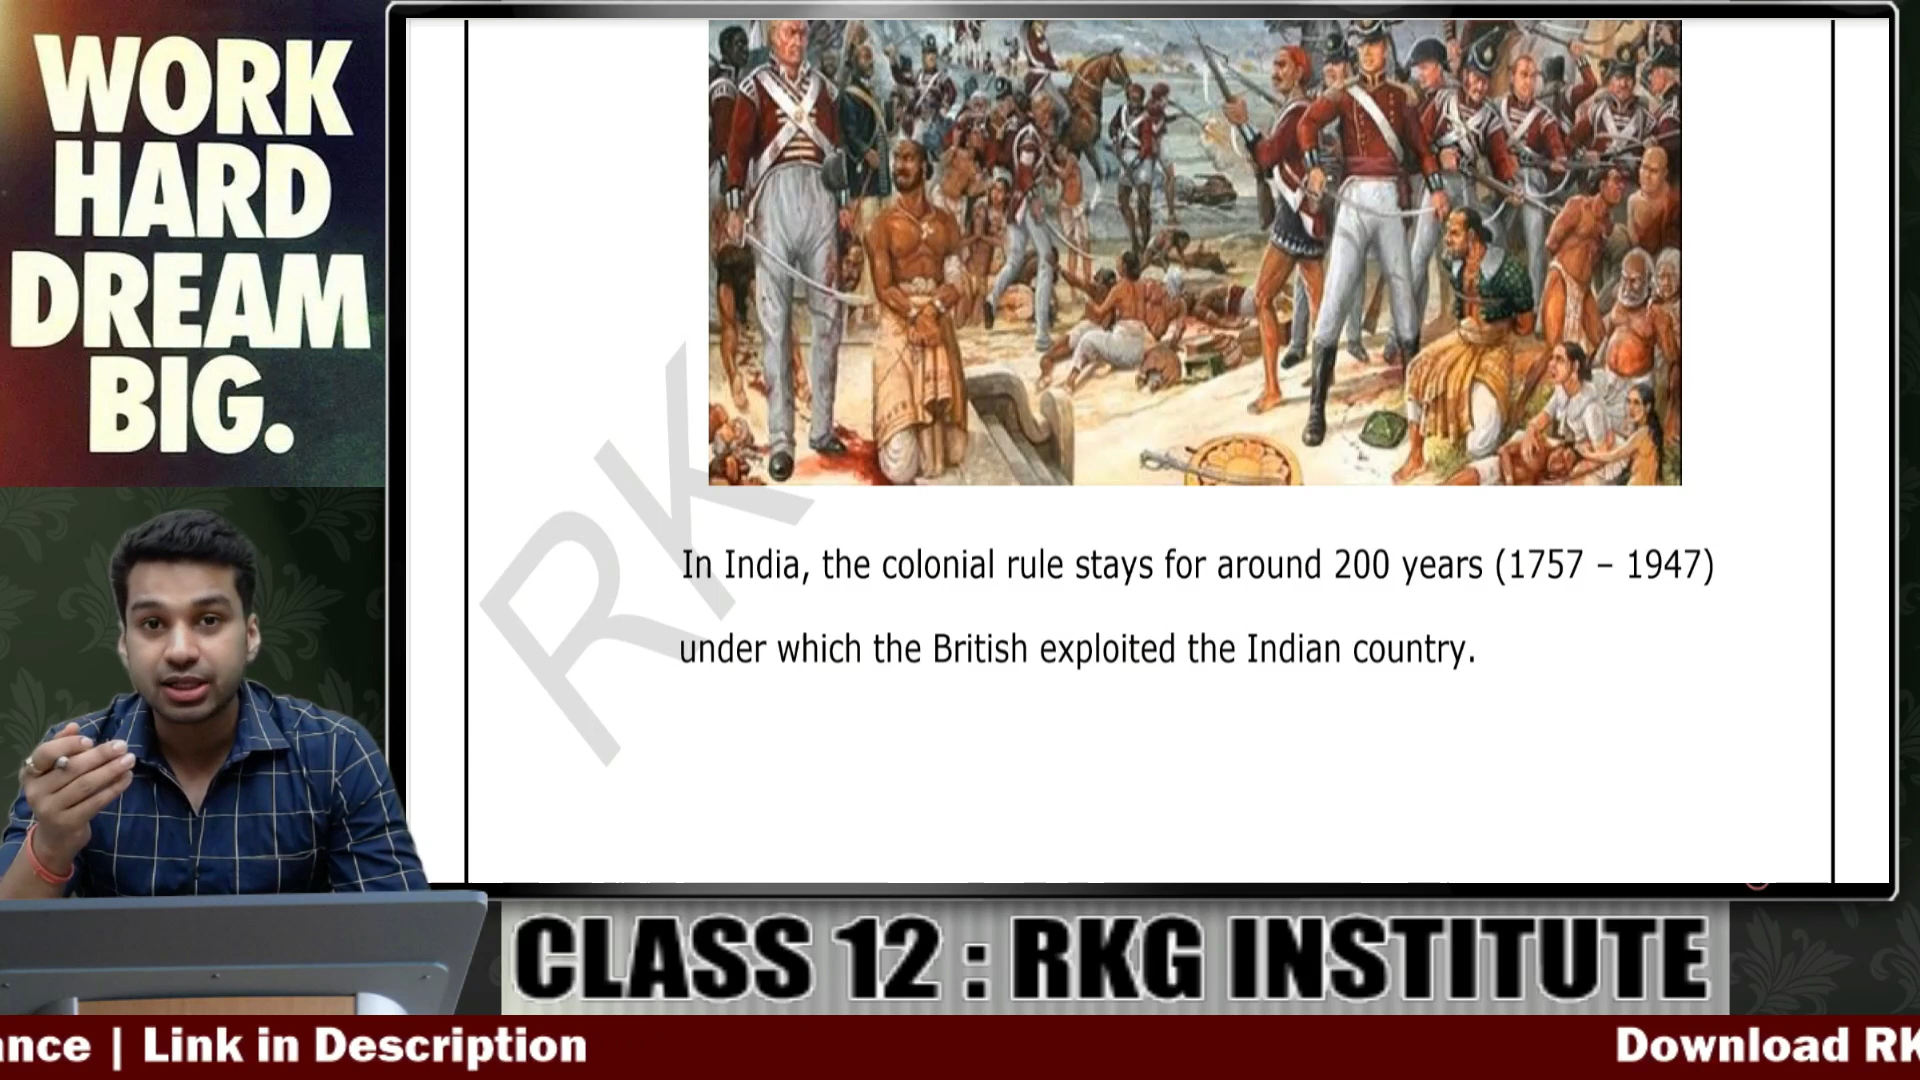 WORK
HARD
DREAM
BIG.
RK
In India, the colonial rule stays for around 200 years (1757 – 1947)
under which the British exploited the Indian country.
CLASS 12 : RKG INSTITUTE
| Link in Description
Download